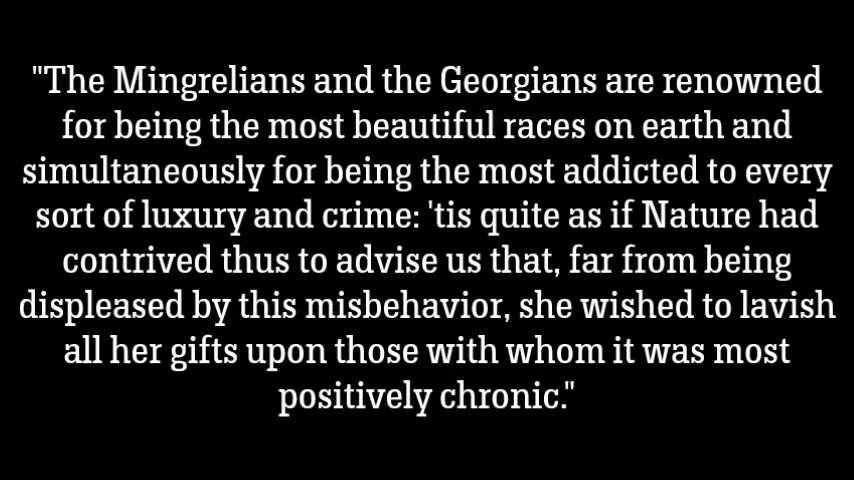 "The Mingrelians and the Georgians are renowned
for being the most beautiful races on earth and
simultaneously for being the most addicted to every
sort of luxury and crime: 'tis quite as if Nature had
contrived thus to advise us that, far from being
displeased by this misbehavior, she wished to lavish
all her gifts upon those with whom it was most
positively chronic."